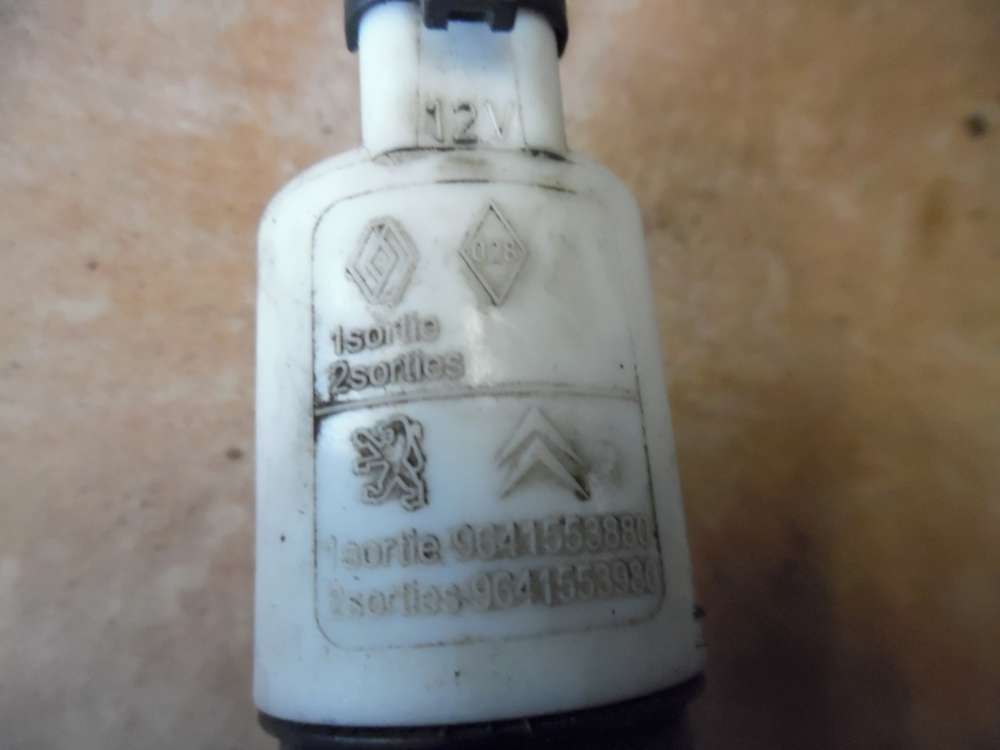 12V
028
1sortie
2sorties
1sortie 9641553880
2sorties 9641553980